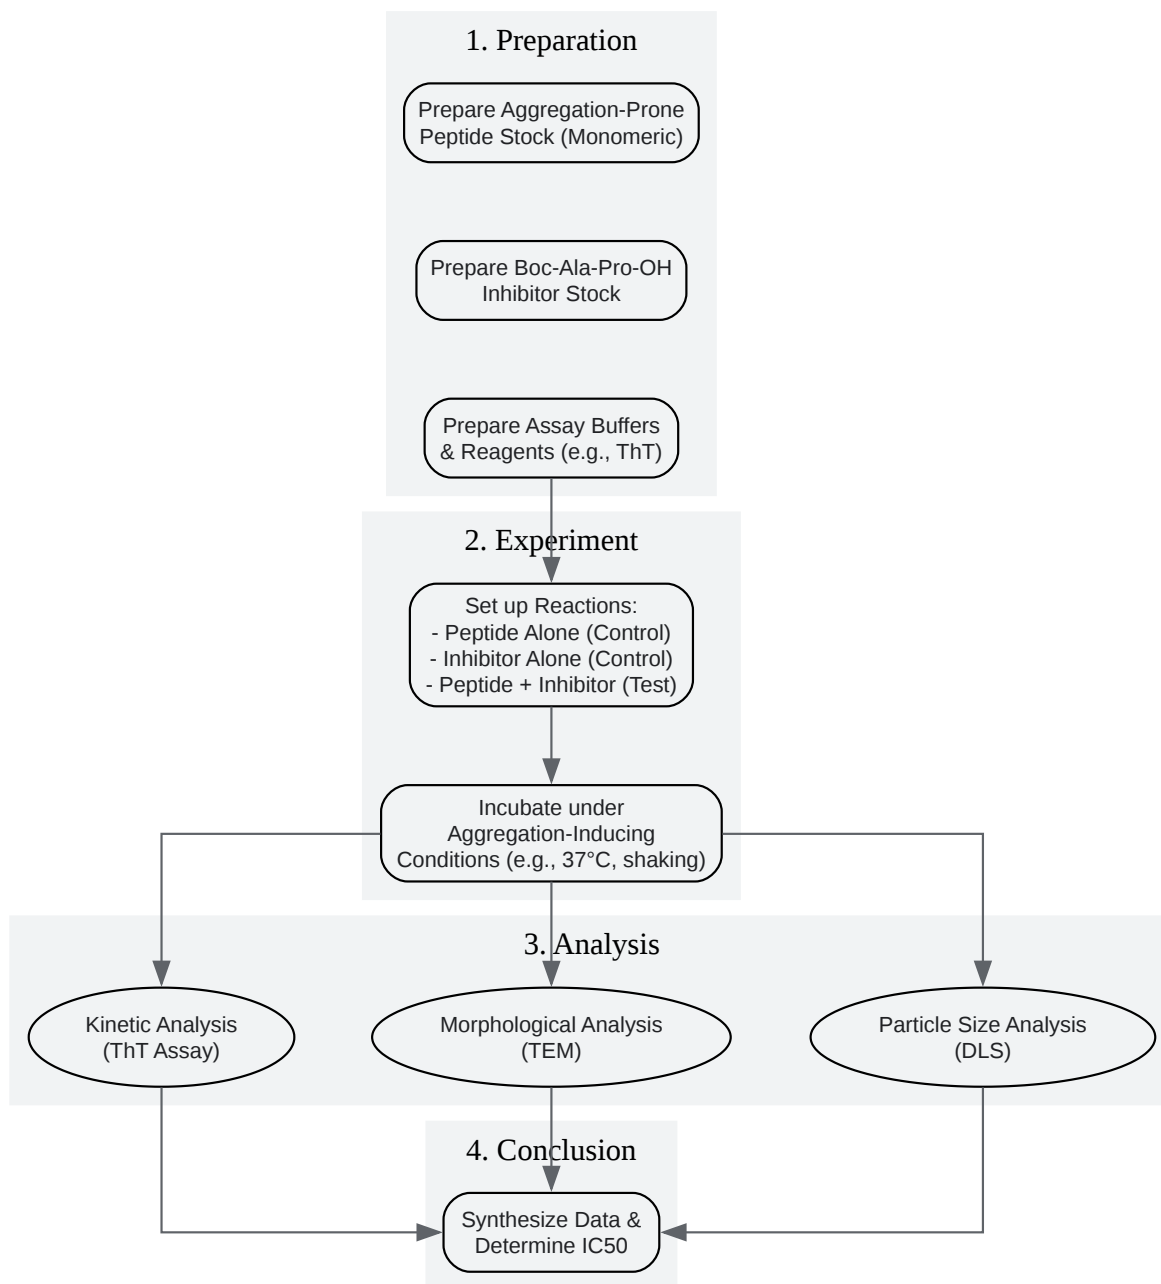 1. Preparation
Prepare Aggregation-Prone
Peptide Stock (Monomeric)
Prepare Boc-Ala-Pro-OH
Inhibitor Stock
Prepare Assay Buffers
& Reagents (e.g., ThT)
2. Experiment
Set up Reactions:
- Peptide Alone (Control)
- Inhibitor Alone (Control)
- Peptide + Inhibitor (Test)
Incubate under
Aggregation-Inducing
Conditions (e.g., 37°C, shaking)
3. Analysis
Kinetic Analysis
(ThT Assay)
Morphological Analysis
(TEM)
Particle Size Analysis
(DLS)
4. Conclusion
Synthesize Data &
Determine IC50